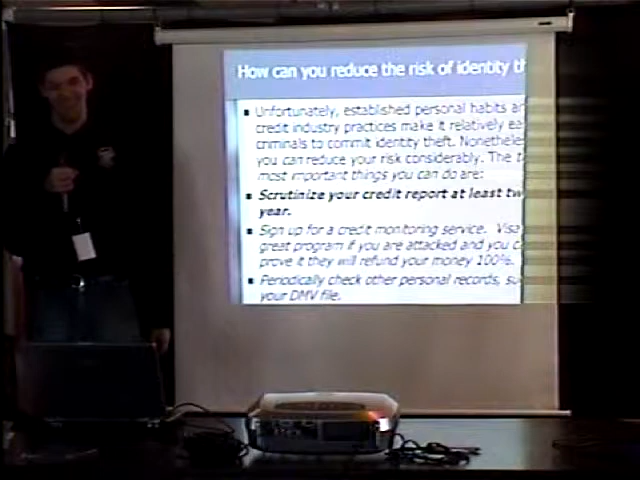 How can you reduce the risk of identity th
Unfortunately, established personal habits an
credit industry practices make it relatively ea
criminals to commit identity theft. Nonetheles
you can reduce your risk considerably. The t
most important things you can do are:
Scrutinize your credit report at least tw
year.
Sign up for a credit monitoring service. Visa
great program if you are attacked and you c
prove it they will refund your money 100%.
Periodically check other personal records, su
your DMV file.